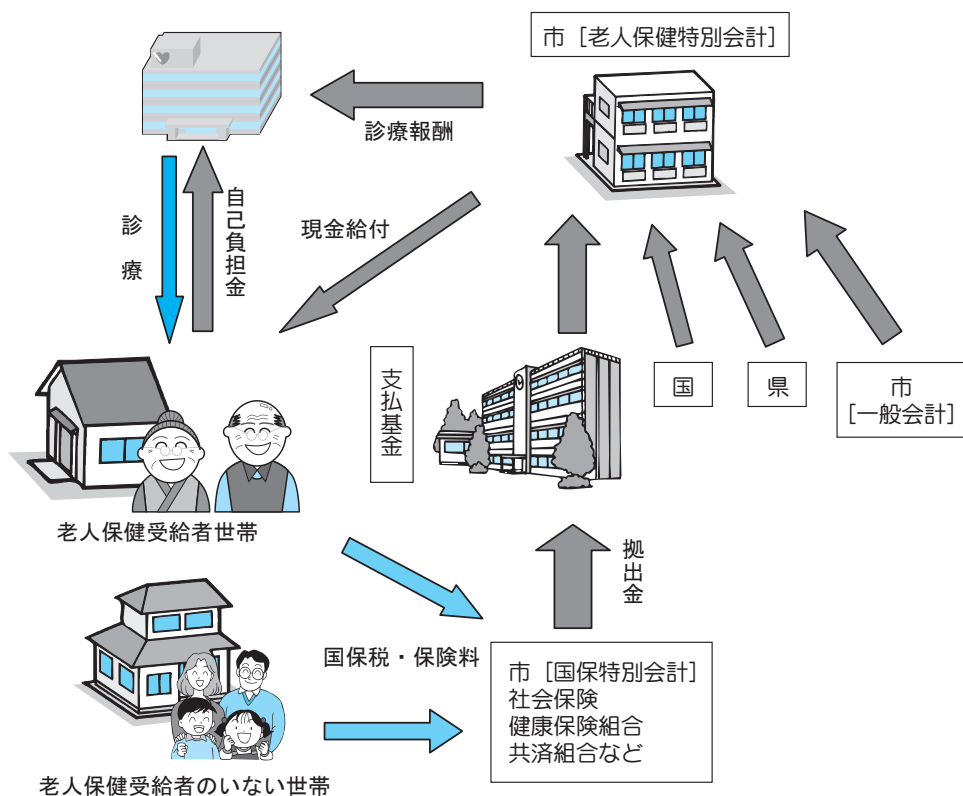 市［老人保健特別会計］
診療報酬
診療
自己負担金
現金給付
支払基金
国
県
市
［一般会計］
老人保健受給者世帯
拠出金
国保税・保険料
市［国保特別会計］
社会保険
健康保険組合
共済組合など
老人保健受給者のいない世帯